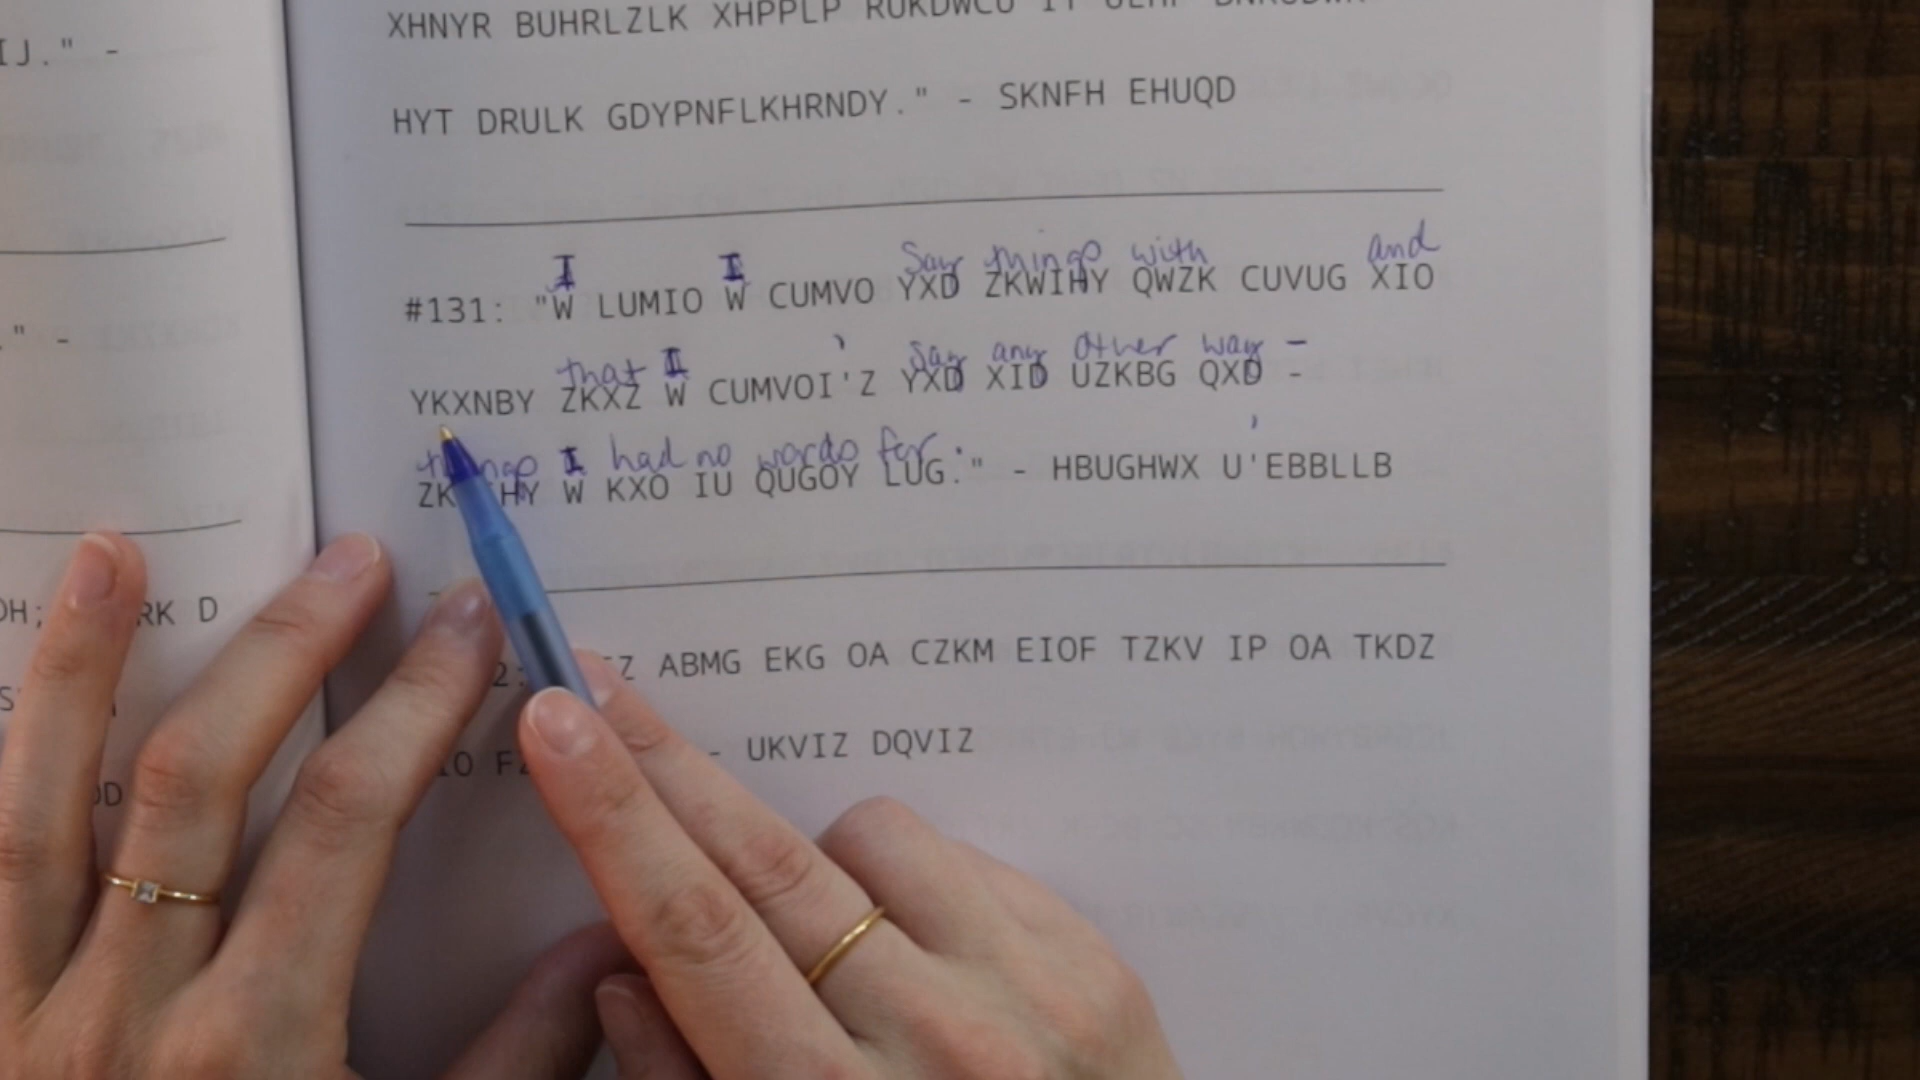 IJ." -
XHNYR BUHRLZLK XHPPLP
HYT DRULK GDYPNFLKHRNDY." - SKNFH EHUQD
I I Say things with and
#131: "W LUMIO W CUMVO YXD ZKWIHY QWZK CUVUG XIO
that I ' Say any other way -
YKXNBY ZKXZ W CUMVOI'Z YXD XID UZKBG QXD -
things I had no words for. '
W KXO IU QUGOY LUG." - HBUGHWX U'EBBLLB
ABMG EKG OA CZKM EIOF TZKV IP OA TKDZ
- UKVIZ DQVIZ